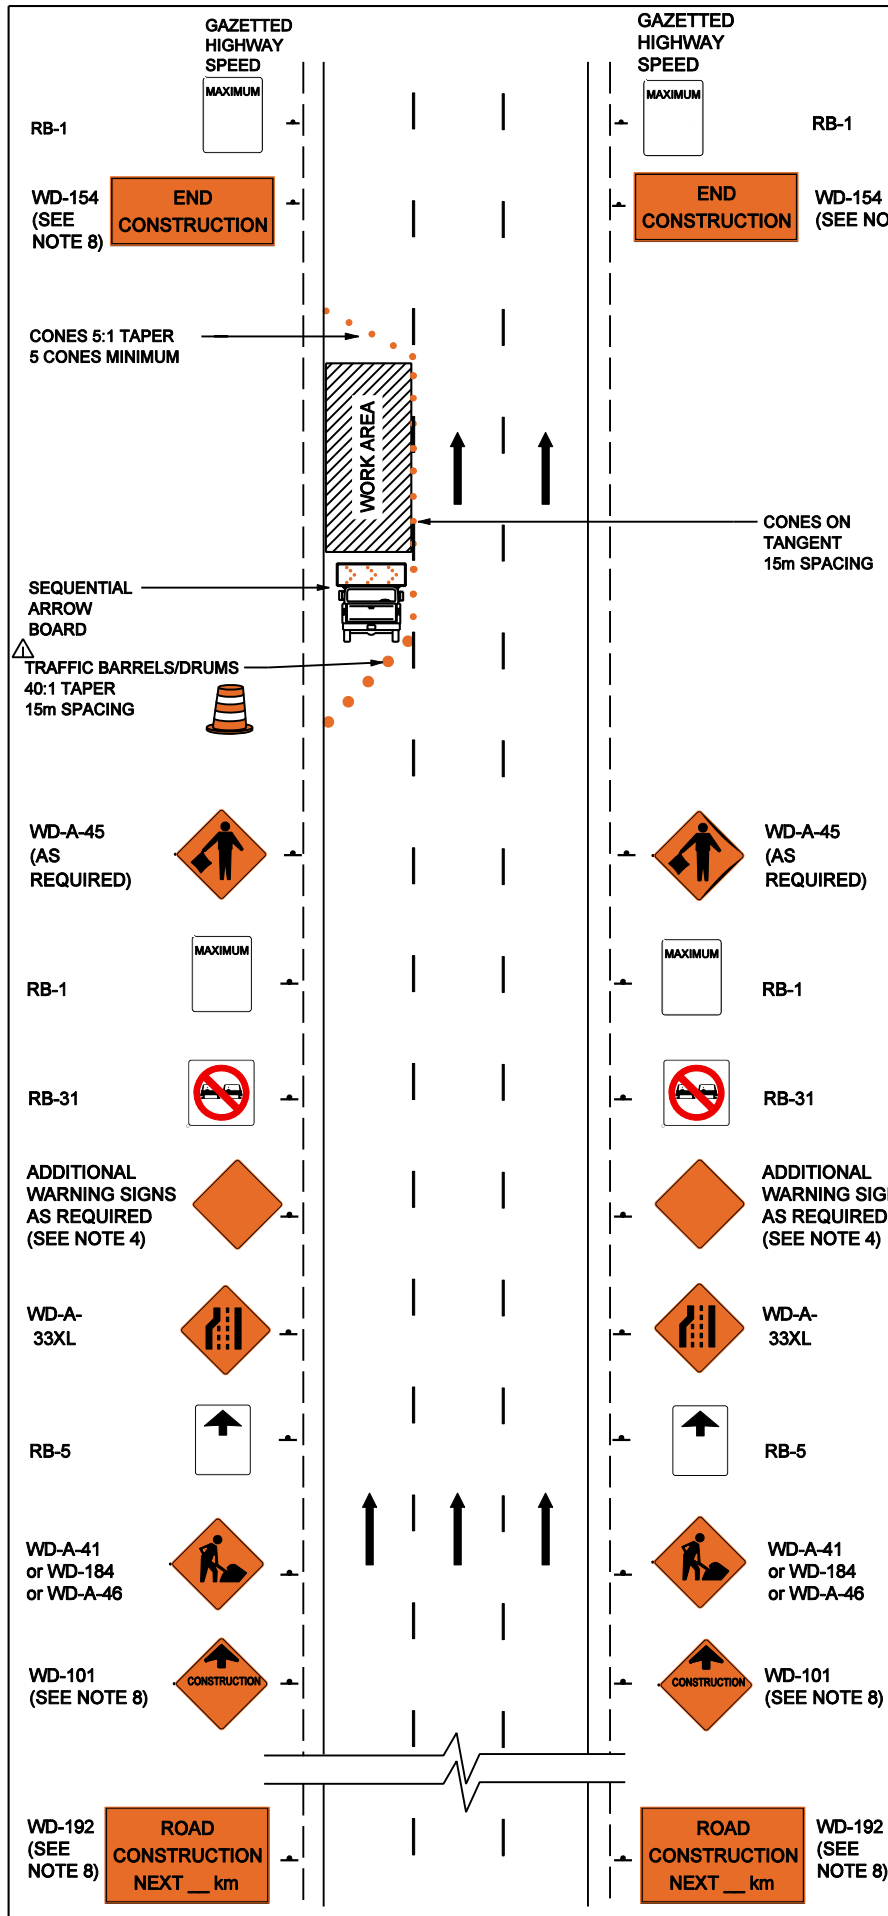 GAZETTED
HIGHWAY
SPEED
GAZETTED
HIGHWAY
SPEED
RB-1
MAXIMUM
MAXIMUM
RB-1
WD-154
(SEE
NOTE 8)
END
CONSTRUCTION
END
CONSTRUCTION
WD-154
(SEE NO
CONES 5:1 TAPER
5 CONES MINIMUM
WORK AREA
CONES ON
TANGENT
15m SPACING
SEQUENTIAL
ARROW
BOARD
TRAFFIC BARRELS/DRUMS
40:1 TAPER
15m SPACING
WD-A-45
(AS
REQUIRED)
WD-A-45
(AS
REQUIRED)
RB-1
MAXIMUM
MAXIMUM
RB-1
RB-31
RB-31
ADDITIONAL
WARNING SIGNS
AS REQUIRED
(SEE NOTE 4)
ADDITIONAL
WARNING SIG
AS REQUIRED
(SEE NOTE 4)
WD-A-
33XL
WD-A-
33XL
RB-5
RB-5
WD-A-41
or WD-184
or WD-A-46
WD-A-41
or WD-184
or WD-A-46
WD-101
(SEE NOTE 8)
CONSTRUCTION
CONSTRUCTION
WD-101
(SEE NOTE 8)
WD-192
(SEE
NOTE 8)
ROAD
CONSTRUCTION
NEXT __ km
ROAD
CONSTRUCTION
NEXT __ km
WD-192
(SEE
NOTE 8)